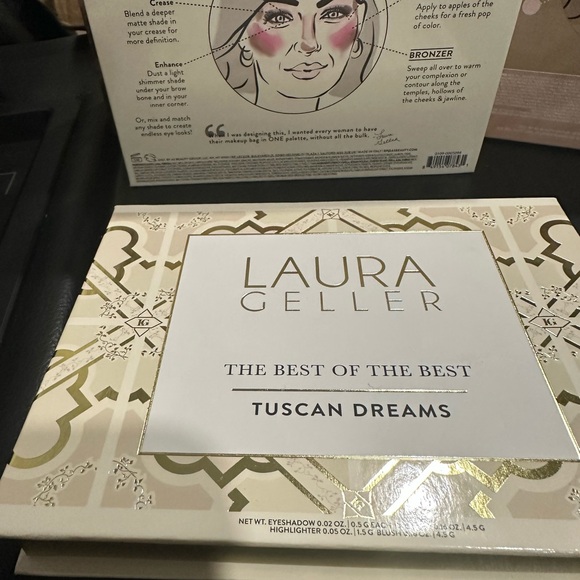 Crease
Blend a deeper
matte shade in
your crease for
more definition.
Enhance
Dust a light
shimmer shade
under your brow
bone and in your
inner corner.
Or, mix and match
any shade to create
endless eye looks!
Apply to apples of the
cheeks for a fresh pop
of color.
BRONZER
Sweep all over to warm
your complexion or
contour along the
temples, hollows of
the cheeks & jawline.
I was designing this, I wanted every woman to have
their makeup bag in ONE palette, without all the bulk.
LAURA
GELLER
THE BEST OF THE BEST
TUSCAN DREAMS
NET WT. EYESHADOW 0.02 OZ. | 0.5 G EACH OZ. | 4.5 G
HIGHLIGHTER 0.05 OZ. | 1.5 G BLUSH OZ. | 4.5 G